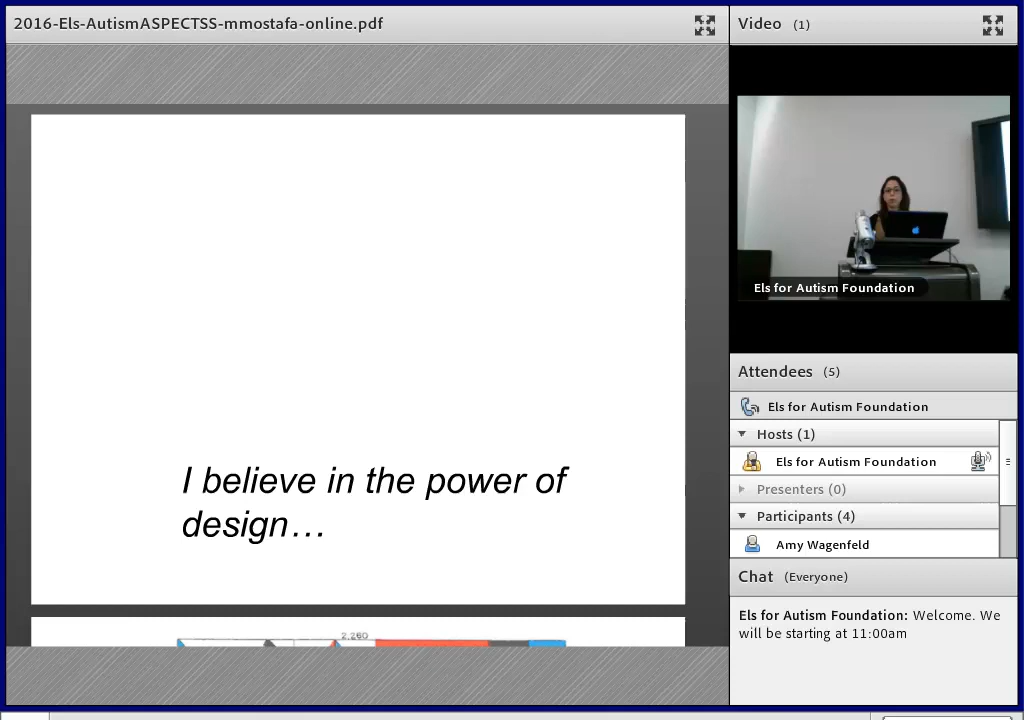 2016-Els-AutismASPECTSS-mmostafa-online.pdf
I believe in the power of
design…
2.260
Video (1)
Els for Autism Foundation
Attendees (5)
Els for Autism Foundation
Hosts (1)
Els for Autism Foundation
Presenters (0)
Participants (4)
Amy Wagenfeld
Chat (Everyone)
Els for Autism Foundation: Welcome. We
will be starting at 11:00am